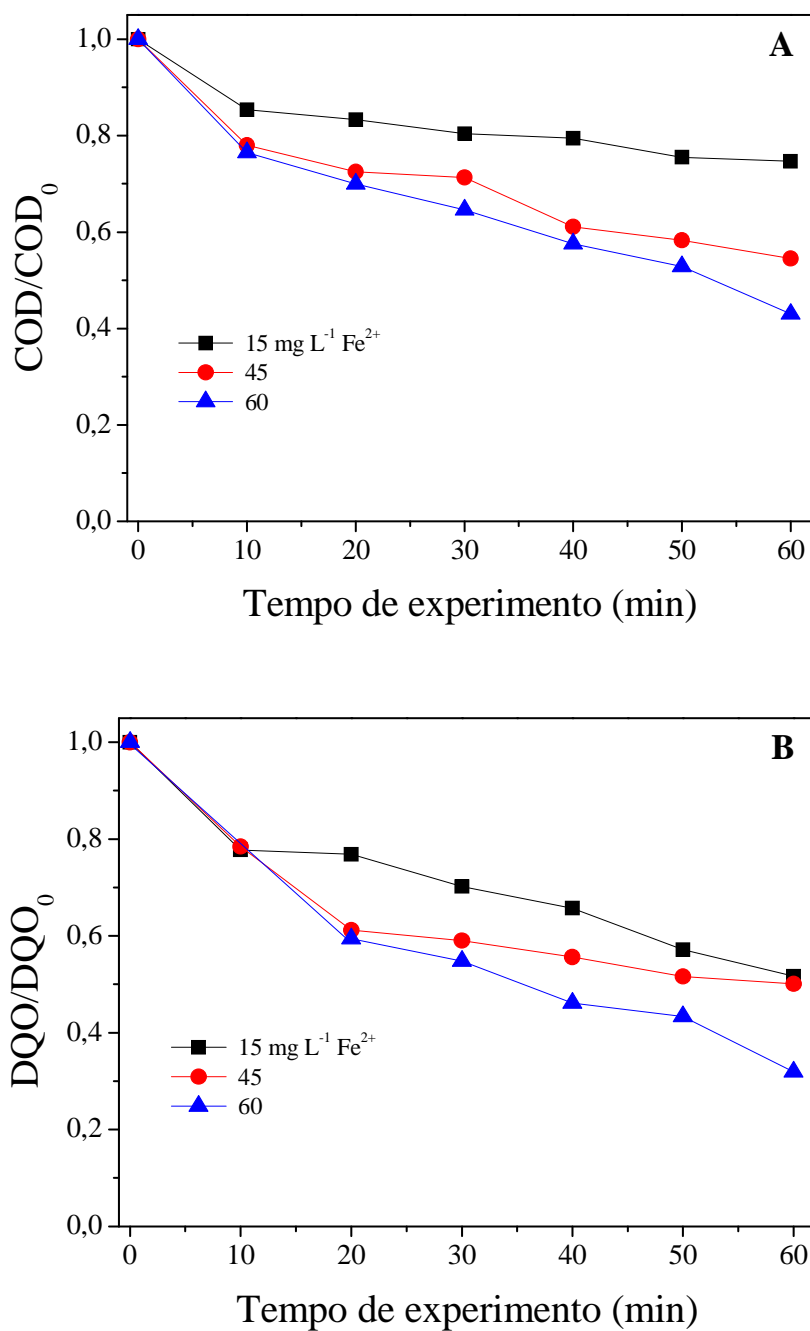 A
1,0
0,8
0,6
0,4
0,2
0,0
COD/COD₀
15 mg L⁻¹ Fe²⁺
45
60
0 10 20 30 40 50 60
Tempo de experimento (min)
B
1,0
0,8
0,6
0,4
0,2
0,0
DQO/DQO₀
15 mg L⁻¹ Fe²⁺
45
60
0 10 20 30 40 50 60
Tempo de experimento (min)